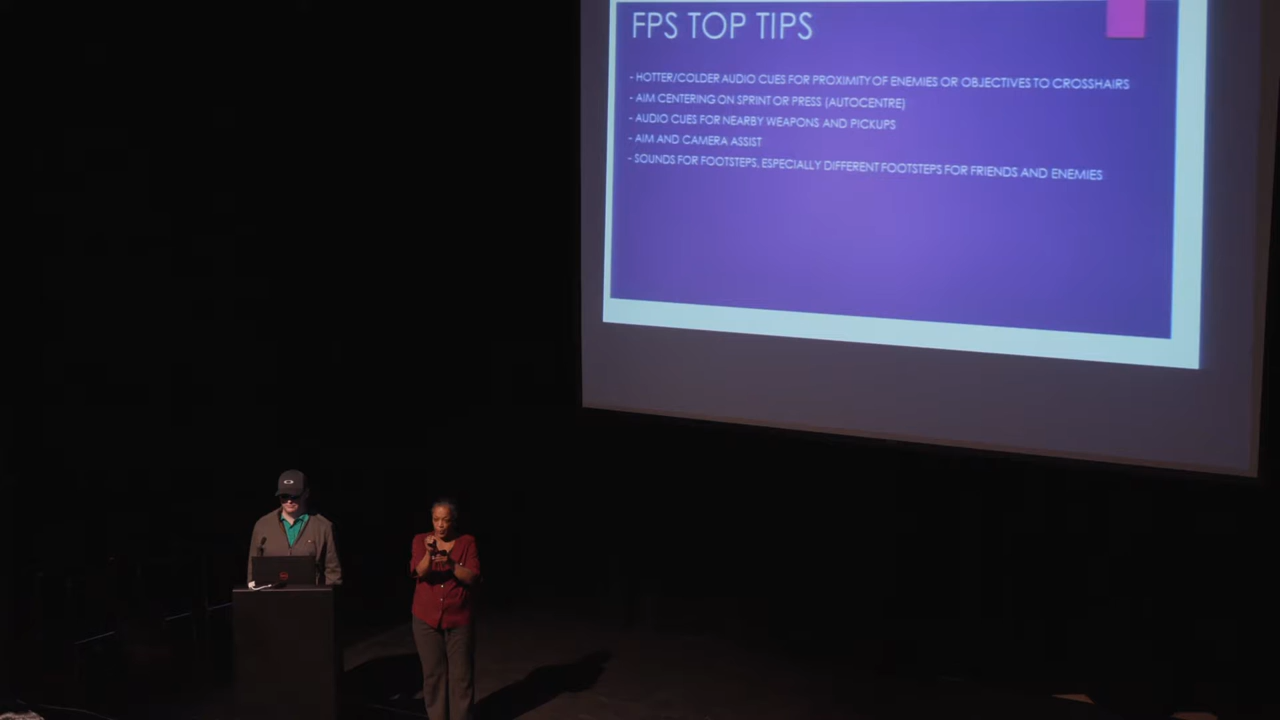 FPS TOP TIPS
- HOTTER/COLDER AUDIO CUES FOR PROXIMITY OF ENEMIES OR OBJECTIVES TO CROSSHAIRS
- AIM CENTERING ON SPRINT OR PRESS (AUTOCENTRE)
- AUDIO CUES FOR NEARBY WEAPONS AND PICKUPS
- AIM AND CAMERA ASSIST
- SOUNDS FOR FOOTSTEPS, ESPECIALLY DIFFERENT FOOTSTEPS FOR FRIENDS AND ENEMIES